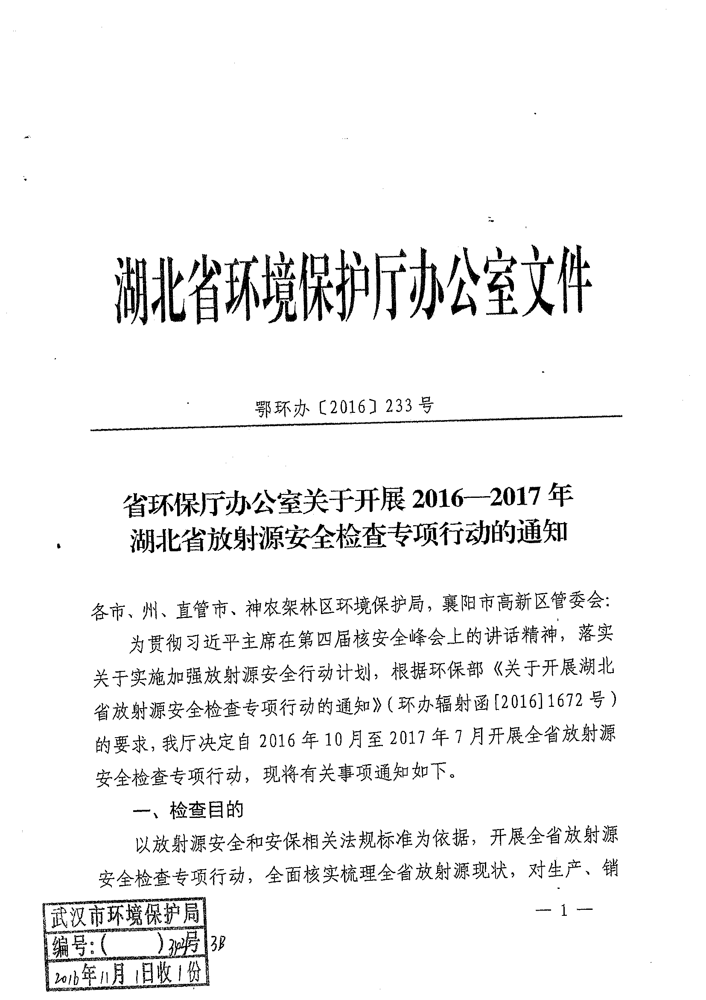 湖北省环境保护厅办公室文件
鄂环办〔2016〕233号
省环保厅办公室关于开展2016—2017年
湖北省放射源安全检查专项行动的通知
各市、州、直管市、神农架林区环境保护局，襄阳市高新区管委会：
为贯彻习近平主席在第四届核安全峰会上的讲话精神，落实
关于实施加强放射源安全行动计划，根据环保部《关于开展湖北
省放射源安全检查专项行动的通知》（环办辐射函[2016]1672号）
的要求，我厅决定自2016年10月至2017年7月开展全省放射源
安全检查专项行动，现将有关事项通知如下。
一、检查目的
以放射源安全和安保相关法规标准为依据，开展全省放射源
安全检查专项行动，全面核实梳理全省放射源现状，对生产、销
— 1 —
武汉市环境保护局
编号：( ) 号 3B
2016年11月1日收1份